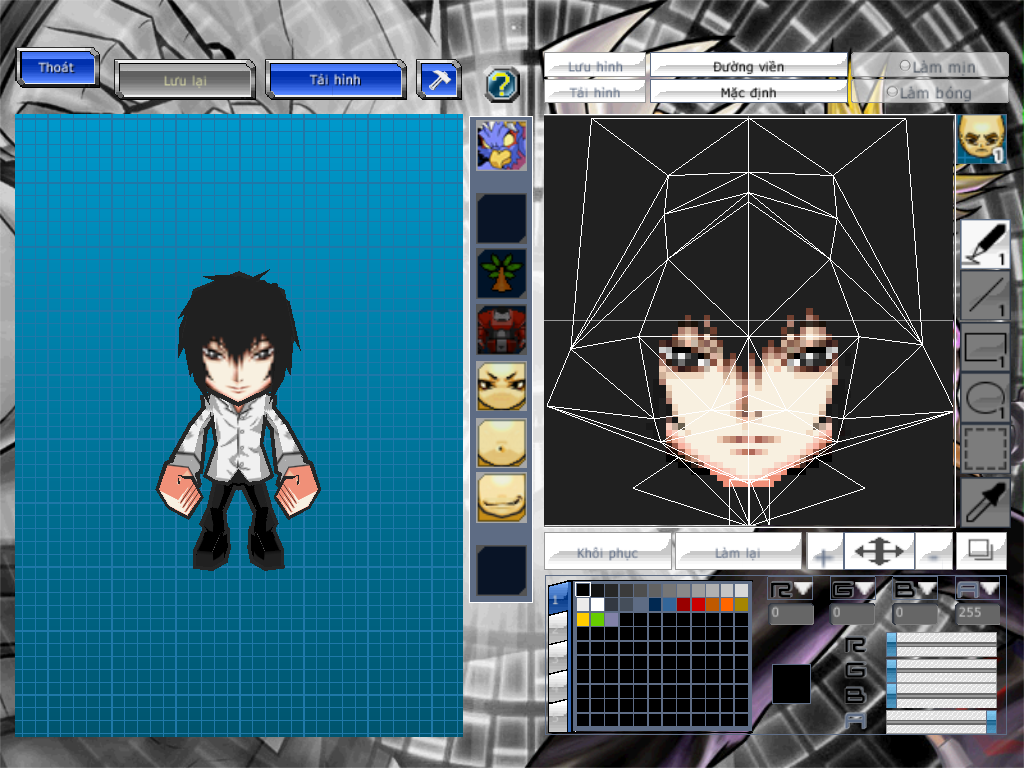 Thoát
Lưu lại
Tải hình
?
Lưu hình
Đường viền
Làm mịn
Tải hình
Mặc định
Làm bóng
1
1
1
1
1
Khôi phục
Làm lại
1
R G B A
0 0 0 255
R
G
B
A